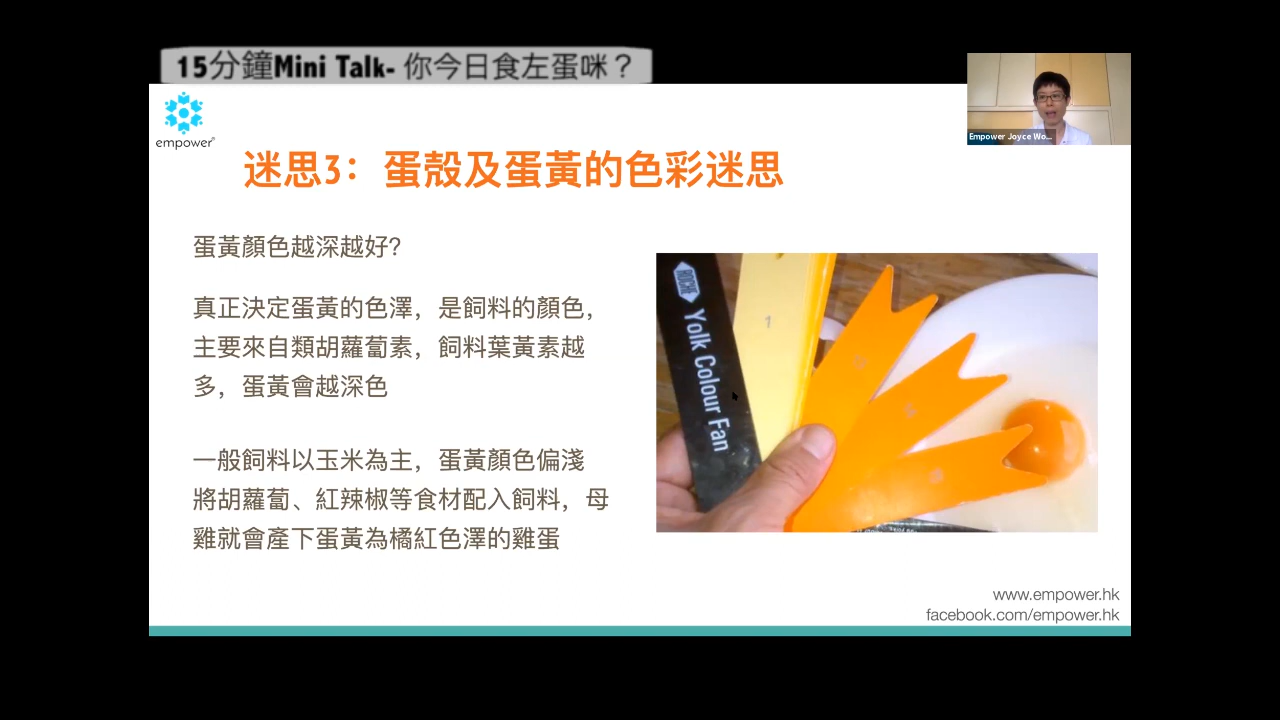 15分鐘Mini Talk- 你今日食左蛋咪？
empower
Empower Joyce Wo...
迷思3：蛋殼及蛋黃的色彩迷思
蛋黃顏色越深越好?
真正決定蛋黃的色澤，是飼料的顏色，
主要來自類胡蘿蔔素，飼料葉黃素越
多，蛋黃會越深色
一般飼料以玉米為主，蛋黃顏色偏淺
將胡蘿蔔、紅辣椒等食材配入飼料，母
雞就會產下蛋黃為橘紅色澤的雞蛋
ROCHE
Yolk Colour Fan
1
www.empower.hk
facebook.com/empower.hk